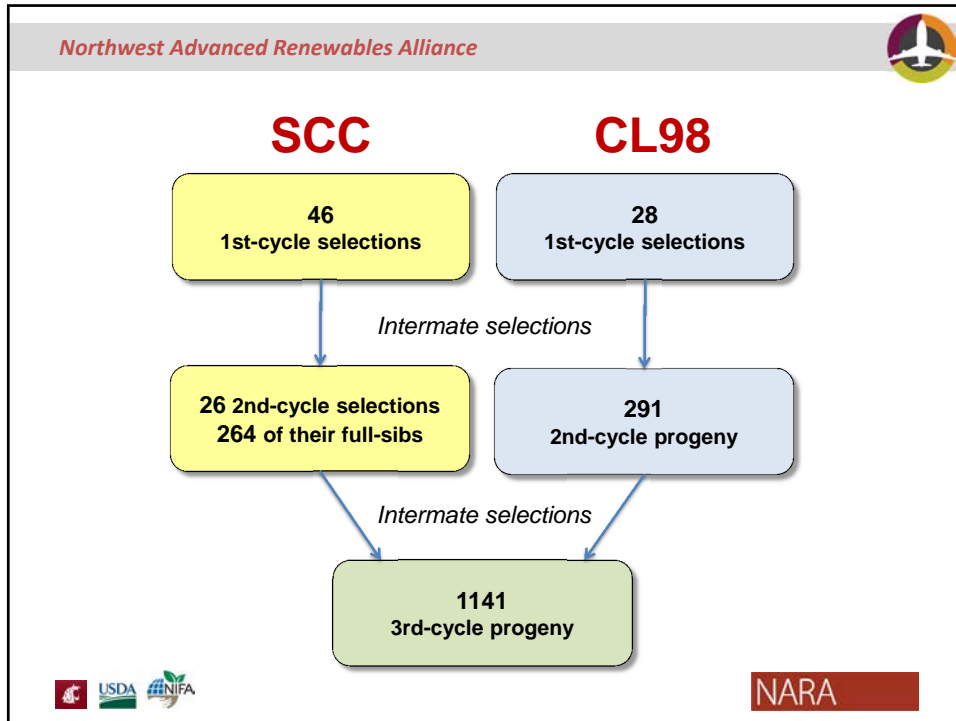 Northwest Advanced Renewables Alliance
SCC
CL98
46
1st-cycle selections
28
1st-cycle selections
Intermate selections
26 2nd-cycle selections
264 of their full-sibs
291
2nd-cycle progeny
Intermate selections
1141
3rd-cycle progeny
USDA
NIFA
NARA